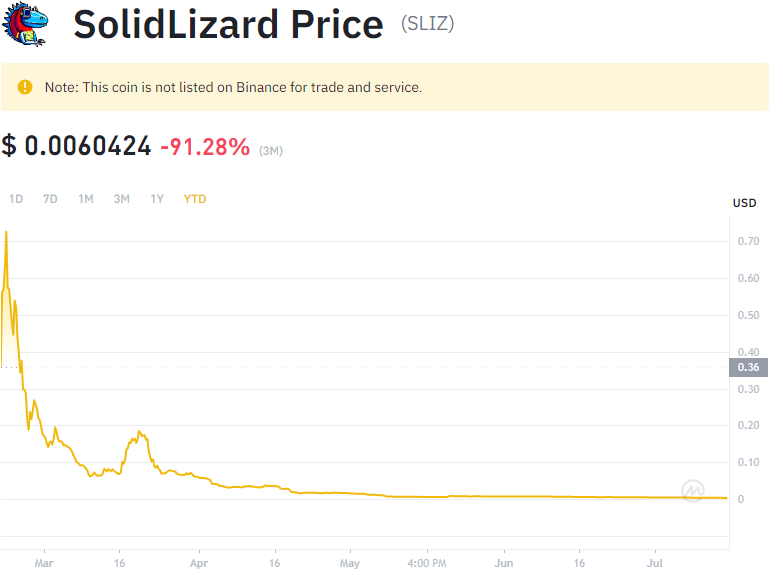 SolidLizard Price (SLIZ)
Note: This coin is not listed on Binance for trade and service.
$ 0.0060424 -91.28% (3M)
1D 7D 1M 3M 1Y YTD
USD
0.70
0.60
0.50
0.40
0.36
0.30
0.20
0.10
0
Mar 16 Apr 16 May 4:00 PM Jun 16 Jul